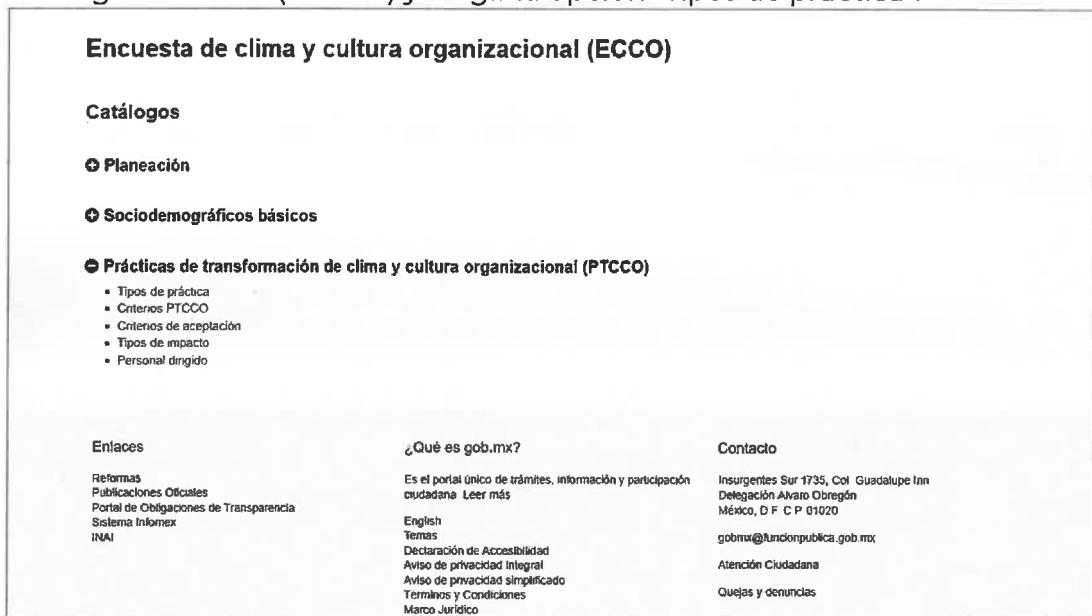 Encuesta de clima y cultura organizacional (ECCO)
Catálogos
Planeación
Sociodemográficos básicos
Prácticas de transformación de clima y cultura organizacional (PTCCO)
Tipos de práctica
Criterios PTCCO
Criterios de aceptación
Tipos de impacto
Personal dirigido
Enlaces
Reformas
Publicaciones Oficiales
Portal de Obligaciones de Transparencia
Sistema Infomex
INAI
¿Qué es gob.mx?
Es el portal único de trámites, información y participación
ciudadana Leer más
English
Temas
Declaración de Accesibilidad
Aviso de privacidad integral
Aviso de privacidad simplificado
Términos y Condiciones
Marco Jurídico
Contacto
Insurgentes Sur 1735, Col Guadalupe Inn
Delegación Alvaro Obregón
México, D F C P 01020
gobmx@funcionpublica.gob.mx
Atención Ciudadana
Quejas y denuncias